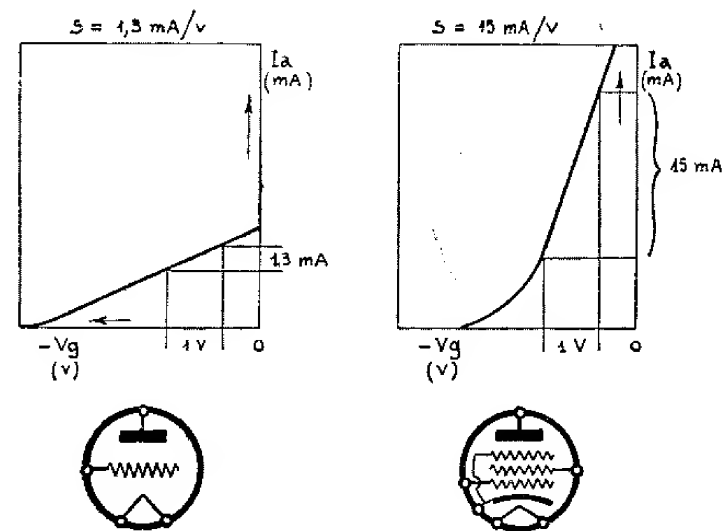 S = 1,3 mA/v
Ia
(mA)
1,3 mA
-Vg
1 V
0
(v)
S = 15 mA/v
Ia
(mA)
15 mA
-Vg
1 V
0
(v)